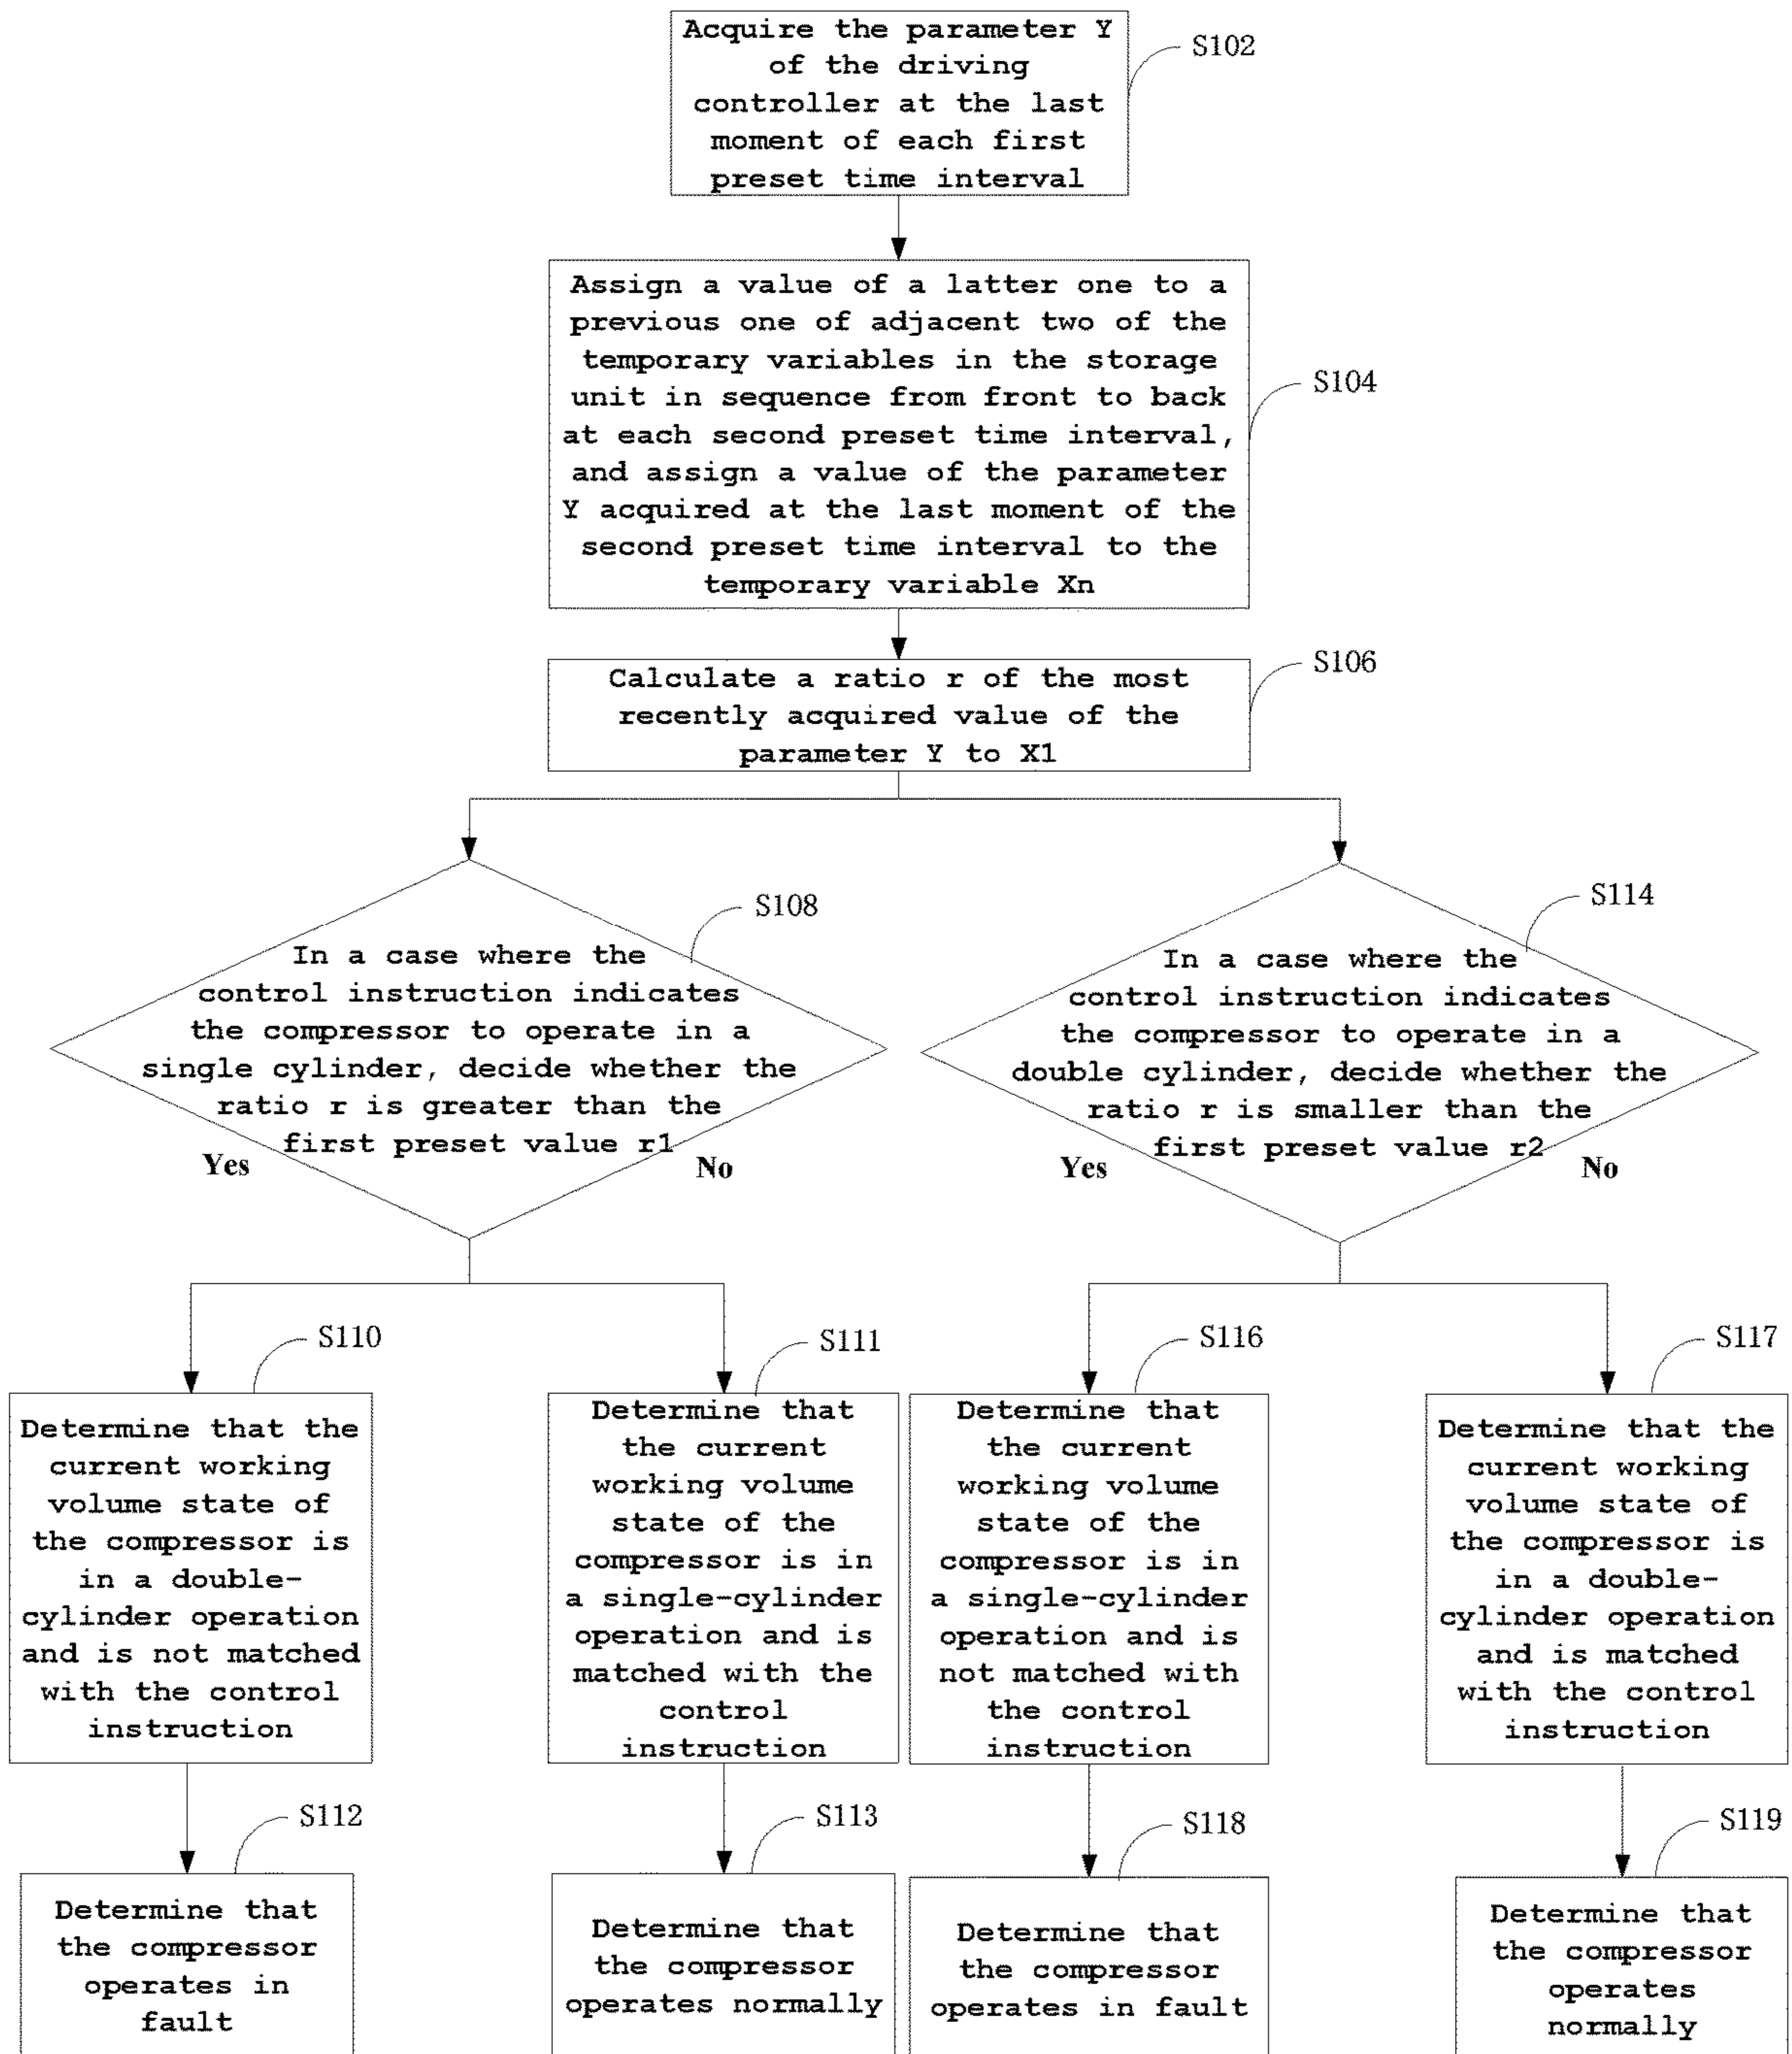 Acquire the parameter Y
of the driving
controller at the last
moment of each first
preset time interval
S102
Assign a value of a latter one to a
previous one of adjacent two of the
temporary variables in the storage
unit in sequence from front to back
at each second preset time interval,
and assign a value of the parameter
Y acquired at the last moment of the
second preset time interval to the
temporary variable Xn
S104
Calculate a ratio r of the most
recently acquired value of the
parameter Y to X1
S106
In a case where the
control instruction indicates
the compressor to operate in a
single cylinder, decide whether the
ratio r is greater than the
first preset value r1
S108
Yes
No
In a case where the
control instruction indicates
the compressor to operate in a
double cylinder, decide whether the
ratio r is smaller than the
first preset value r2
S114
Yes
No
S110
Determine that the
current working
volume state of
the compressor is
in a double-
cylinder operation
and is not matched
with the control
instruction
S111
Determine that
the current
working volume
state of the
compressor is in
a single-cylinder
operation and is
matched with the
control
instruction
S116
Determine that
the current
working volume
state of the
compressor is in
a single-cylinder
operation and is
not matched with
the control
instruction
S117
Determine that the
current working
volume state of
the compressor is
in a double-
cylinder operation
and is matched
with the control
instruction
S112
Determine that
the compressor
operates in
fault
S113
Determine that
the compressor
operates normally
S118
Determine that
the compressor
operates in fault
S119
Determine that
the compressor
operates
normally